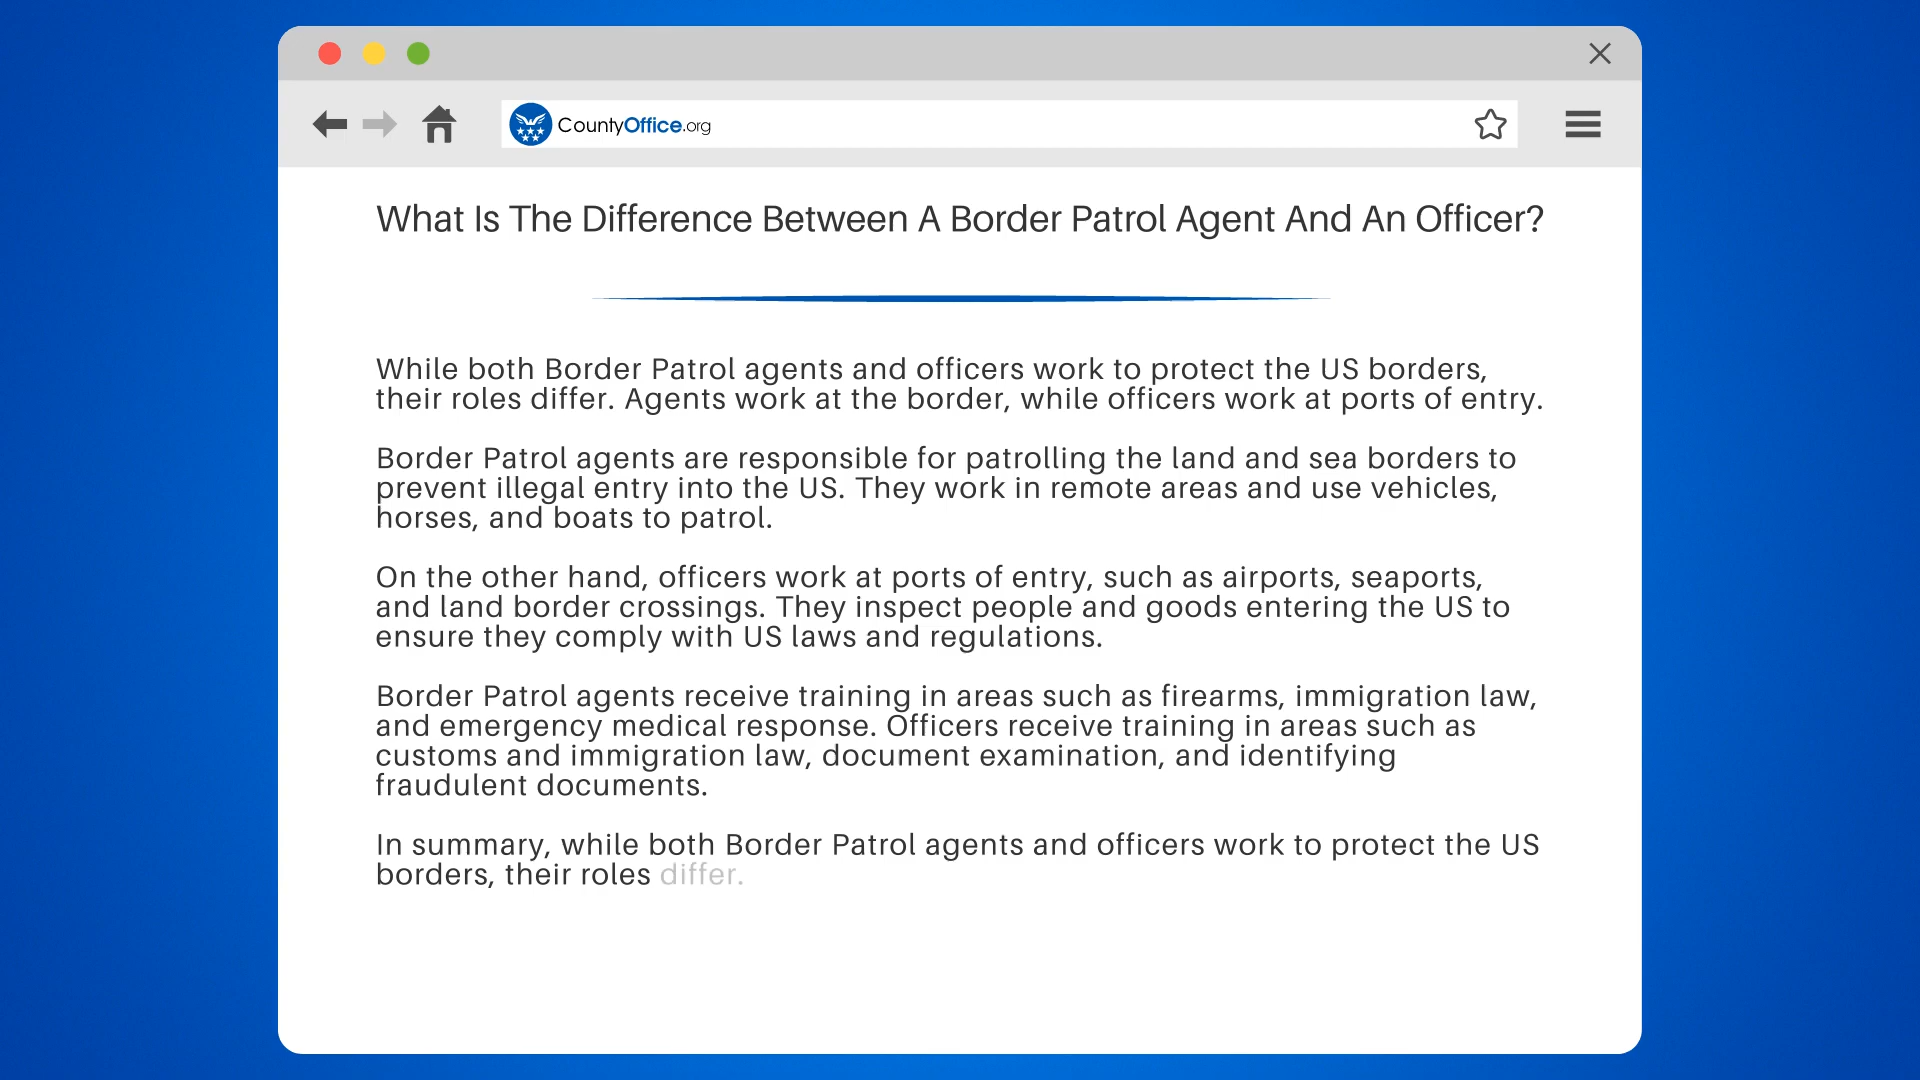 CountyOffice.org
What Is The Difference Between A Border Patrol Agent And An Officer?
While both Border Patrol agents and officers work to protect the US borders,
their roles differ. Agents work at the border, while officers work at ports of entry.
Border Patrol agents are responsible for patrolling the land and sea borders to
prevent illegal entry into the US. They work in remote areas and use vehicles,
horses, and boats to patrol.
On the other hand, officers work at ports of entry, such as airports, seaports,
and land border crossings. They inspect people and goods entering the US to
ensure they comply with US laws and regulations.
Border Patrol agents receive training in areas such as firearms, immigration law,
and emergency medical response. Officers receive training in areas such as
customs and immigration law, document examination, and identifying
fraudulent documents.
In summary, while both Border Patrol agents and officers work to protect the US
borders, their roles differ.